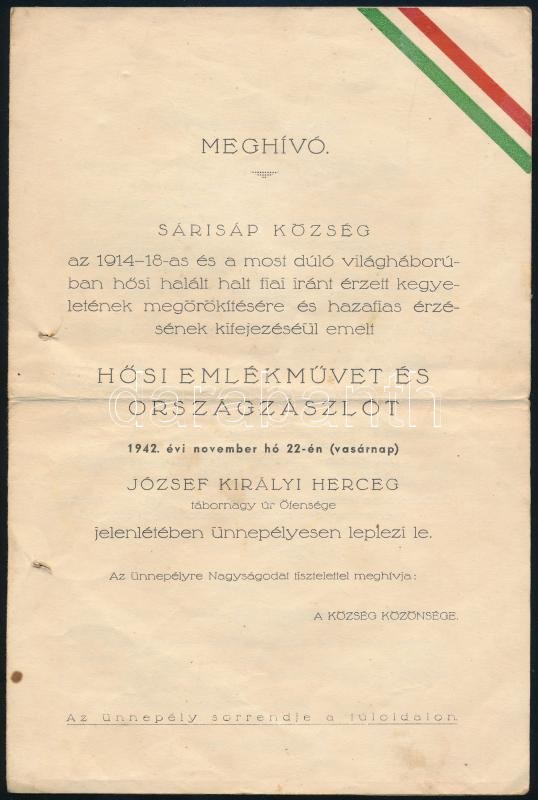 MEGHÍVÓ.
SÁRISÁP KÖZSÉG
az 1914–18-as és a most dúló világhború-
ban hősi halált halt fiai iránt érzett kegye-
letének megörökítésére és hazafias érzé-
sének kifejezéséül emelt
HŐSI EMLÉKMŰVET ÉS
ORSZÁGZÁSZLÓT
darabanth
1942. évi november hó 22-én (vasárnap)
JÓZSEF KIRÁLYI HERCEG
tábornagy úr Őfensége
jelenlétében ünnepélyesen leplezi le.
Az ünnepélyre Nagyságodat tisztelettel meghívja:
A KÖZSÉG KÖZÖNSÉGE.
Az ünnepély sorrendje a túloldalon